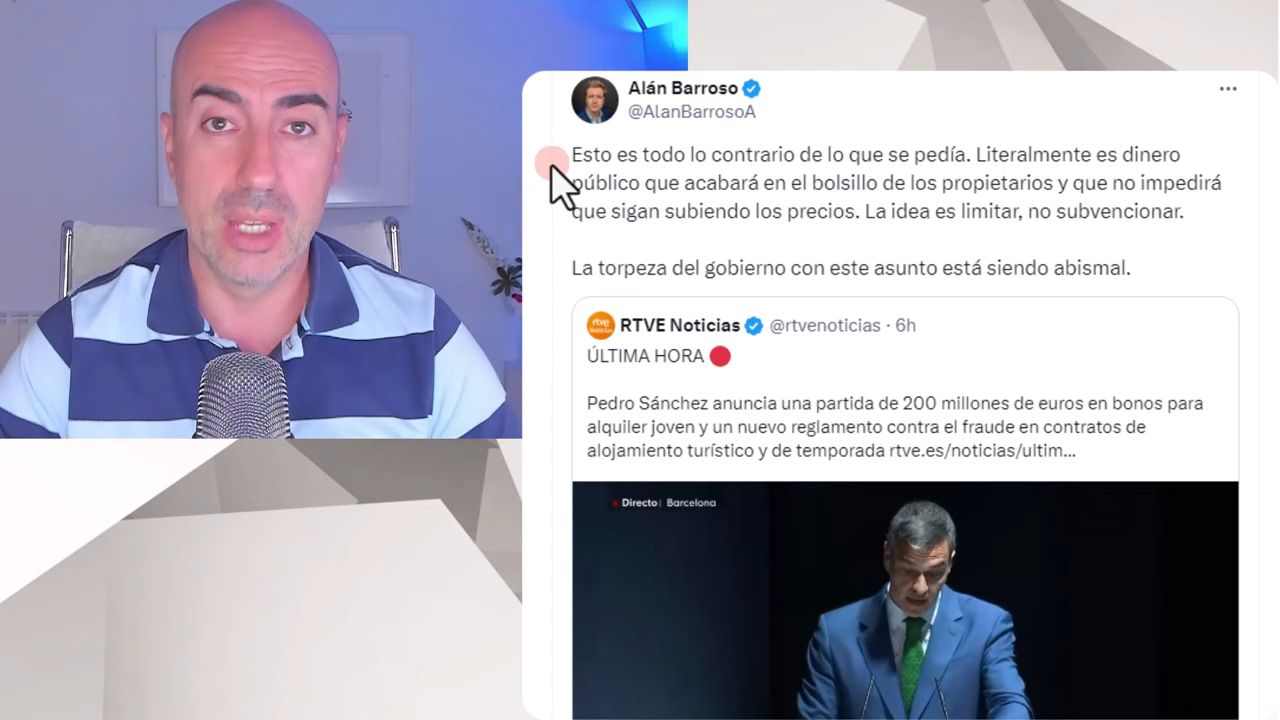 Alán Barroso
@AlanBarrosoA
Esto es todo lo contrario de lo que se pedía. Literalmente es dinero
público que acabará en el bolsillo de los propietarios y que no impedirá
que sigan subiendo los precios. La idea es limitar, no subvencionar.
La torpeza del gobierno con este asunto está siendo abismal.
rtve
Noticias
RTVE Noticias @rtvenoticias · 6h
ÚLTIMA HORA
Pedro Sánchez anuncia una partida de 200 millones de euros en bonos para
alquiler joven y un nuevo reglamento contra el fraude en contratos de
alojamiento turístico y de temporada rtve.es/noticias/ultim...
Directo | Barcelona